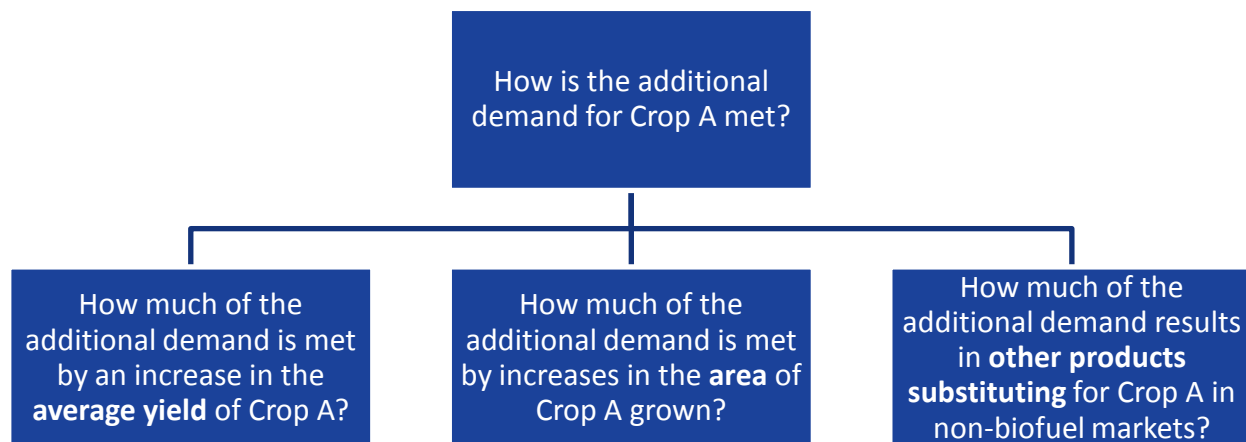 How is the additional
demand for Crop A met?
How much of the
additional demand is met
by an increase in the
average yield of Crop A?
How much of the
additional demand is met
by increases in the area of
Crop A grown?
How much of the
additional demand results
in other products
substituting for Crop A in
non-biofuel markets?